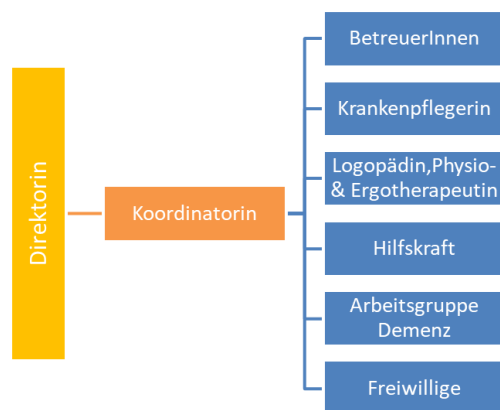 Direktorin
Koordinatorin
BetreuerInnen
Krankenpflegerin
Logopädin,Physio-
& Ergotherapeutin
Hilfskraft
Arbeitsgruppe
Demenz
Freiwillige